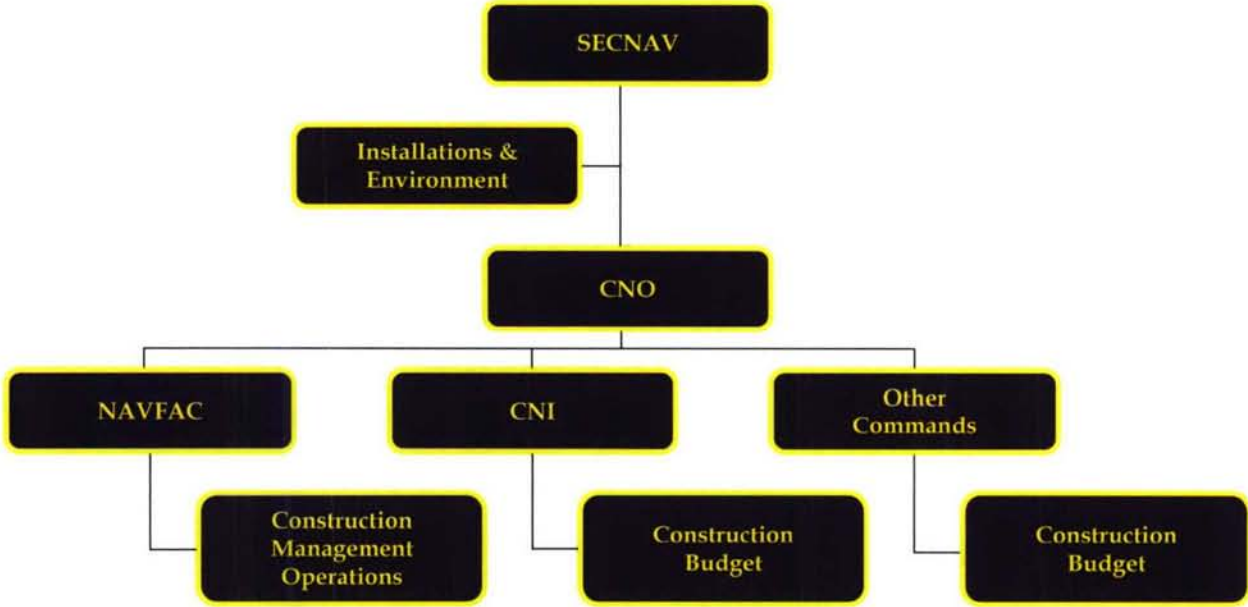 SECNAV
Installations &
Environment
CNO
NAVFAC
CNI
Other
Commands
Construction
Management
Operations
Construction
Budget
Construction
Budget